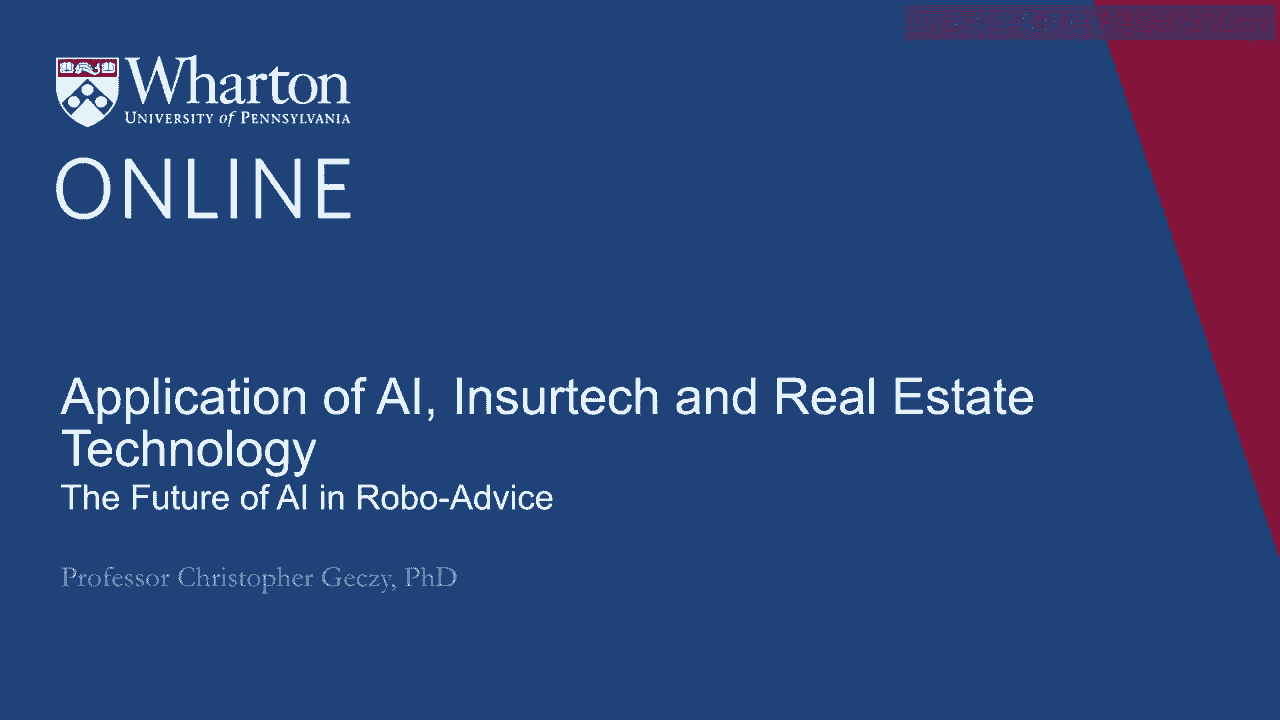 Wharton
UNIVERSITY of PENNSYLVANIA
ONLINE
Application of AI, Insurtech and Real Estate
Technology
The Future of AI in Robo-Advice
Professor Christopher Geczy, PhD